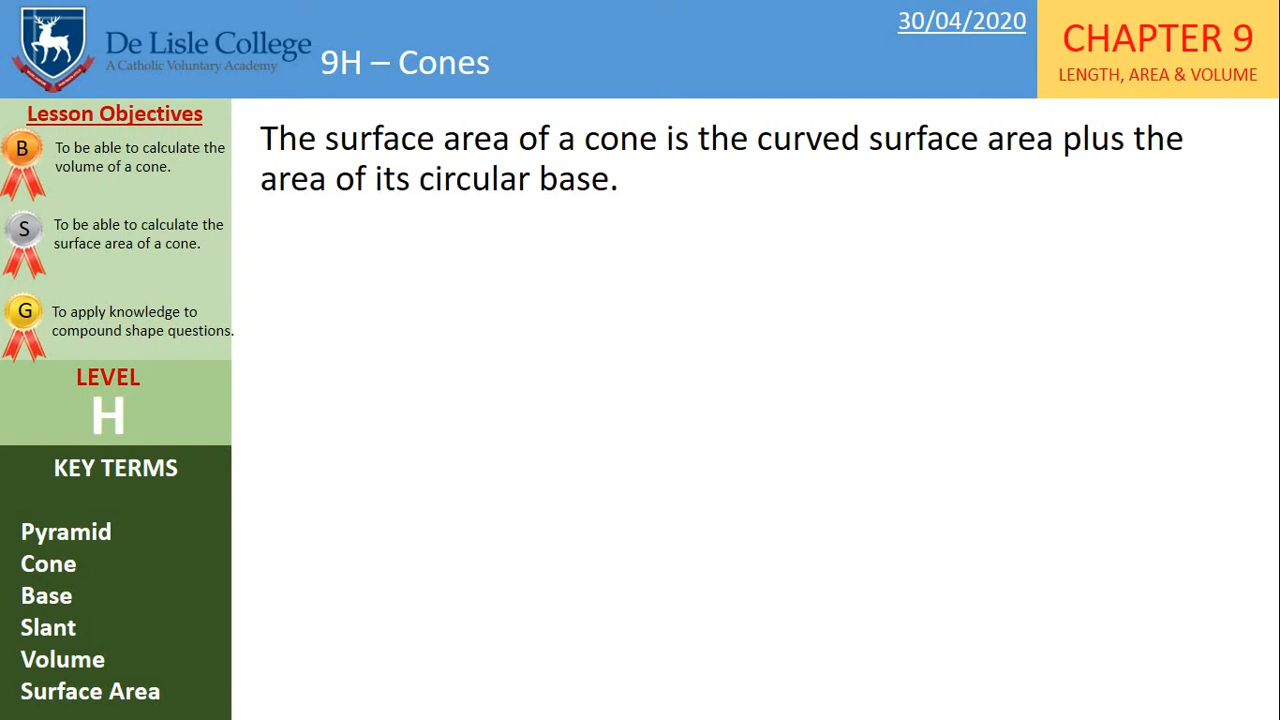 De Lisle College
A Catholic Voluntary Academy
9H – Cones
30/04/2020
CHAPTER 9
LENGTH, AREA & VOLUME
Lesson Objectives
B
To be able to calculate the
volume of a cone.
S
To be able to calculate the
surface area of a cone.
G
To apply knowledge to
compound shape questions.
LEVEL
H
KEY TERMS
Pyramid
Cone
Base
Slant
Volume
Surface Area
The surface area of a cone is the curved surface area plus the
area of its circular base.